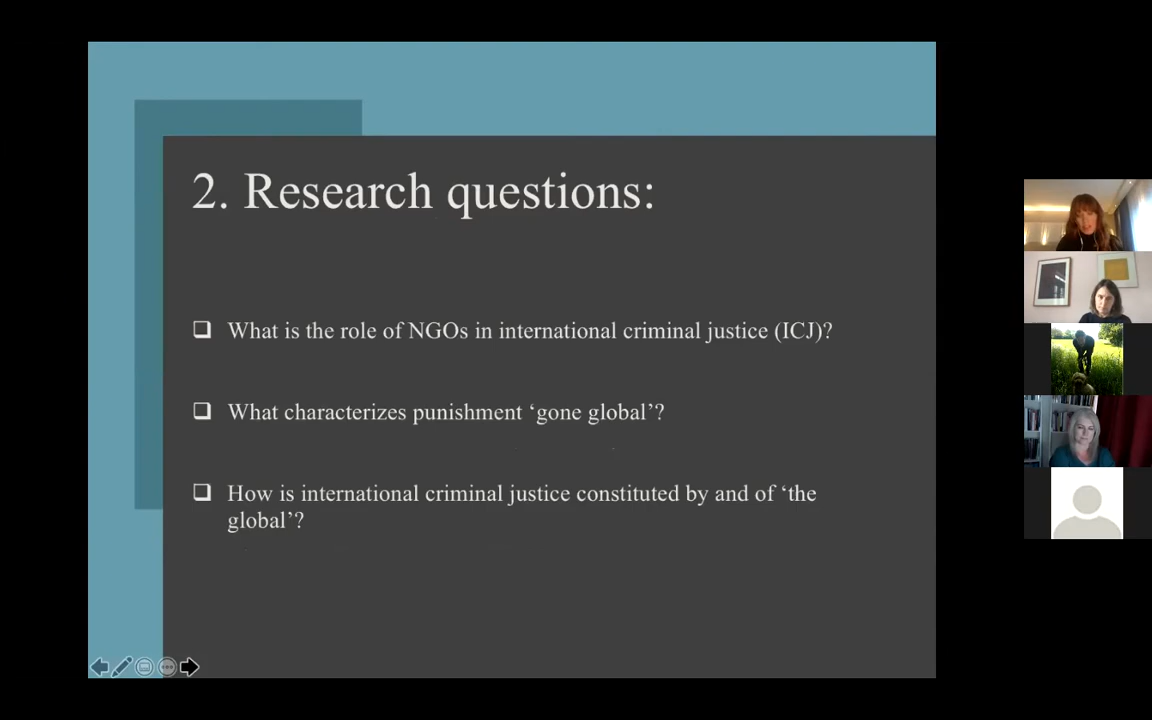 2. Research questions:
❑ What is the role of NGOs in international criminal justice (ICJ)?
❑ What characterizes punishment ‘gone global’?
❑ How is international criminal justice constituted by and of ‘the
global’?